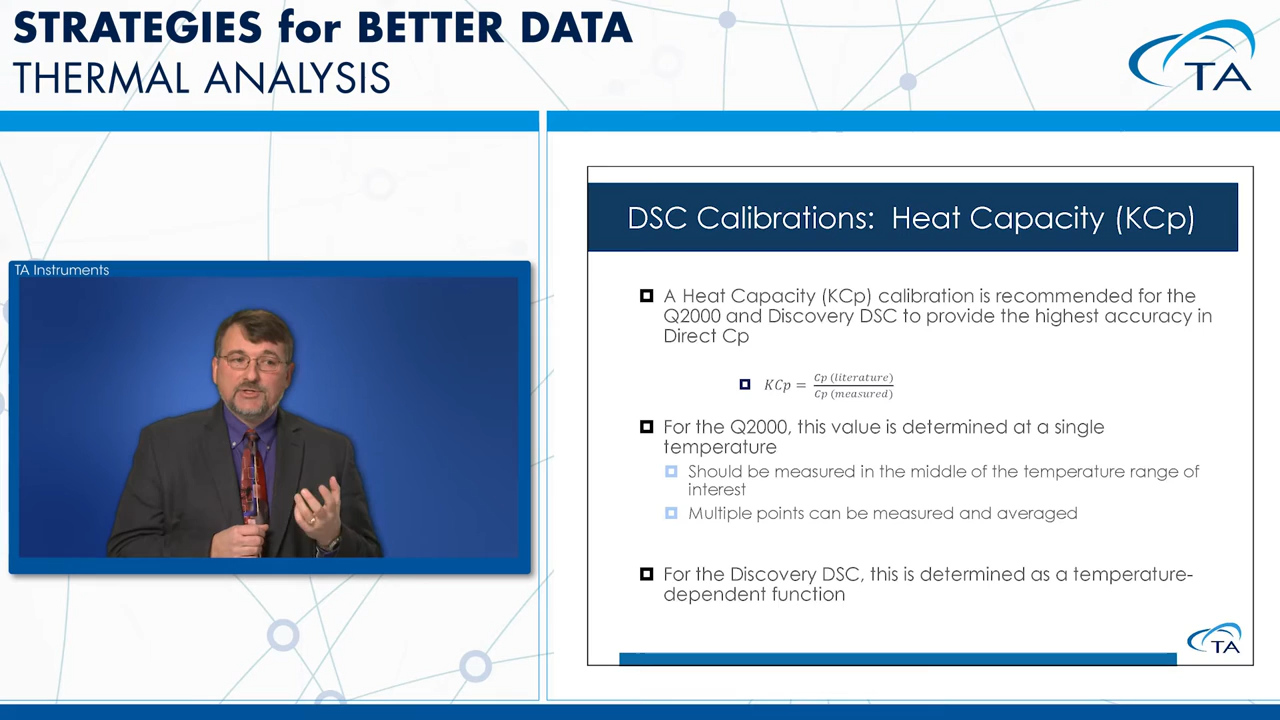 STRATEGIES for BETTER DATA
THERMAL ANALYSIS
TA
TA Instruments
DSC Calibrations: Heat Capacity (KCp)
A Heat Capacity (KCp) calibration is recommended for the
Q2000 and Discovery DSC to provide the highest accuracy in
Direct Cp
KCp = Cp (literature) / Cp (measured)
For the Q2000, this value is determined at a single
temperature
Should be measured in the middle of the temperature range of
interest
Multiple points can be measured and averaged
For the Discovery DSC, this is determined as a temperature-
dependent function
TA